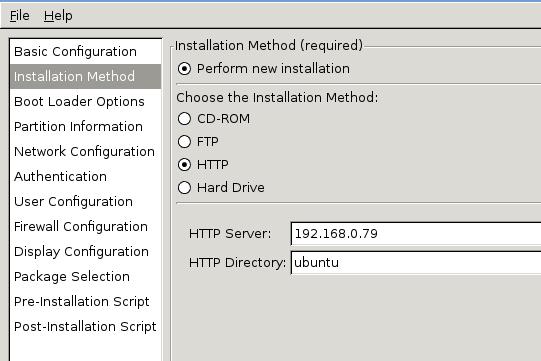 File Help
Basic Configuration
Installation Method
Boot Loader Options
Partition Information
Network Configuration
Authentication
User Configuration
Firewall Configuration
Display Configuration
Package Selection
Pre-Installation Script
Post-Installation Script
Installation Method (required)
Perform new installation
Choose the Installation Method:
CD-ROM
FTP
HTTP
Hard Drive
HTTP Server: 192.168.0.79
HTTP Directory: ubuntu